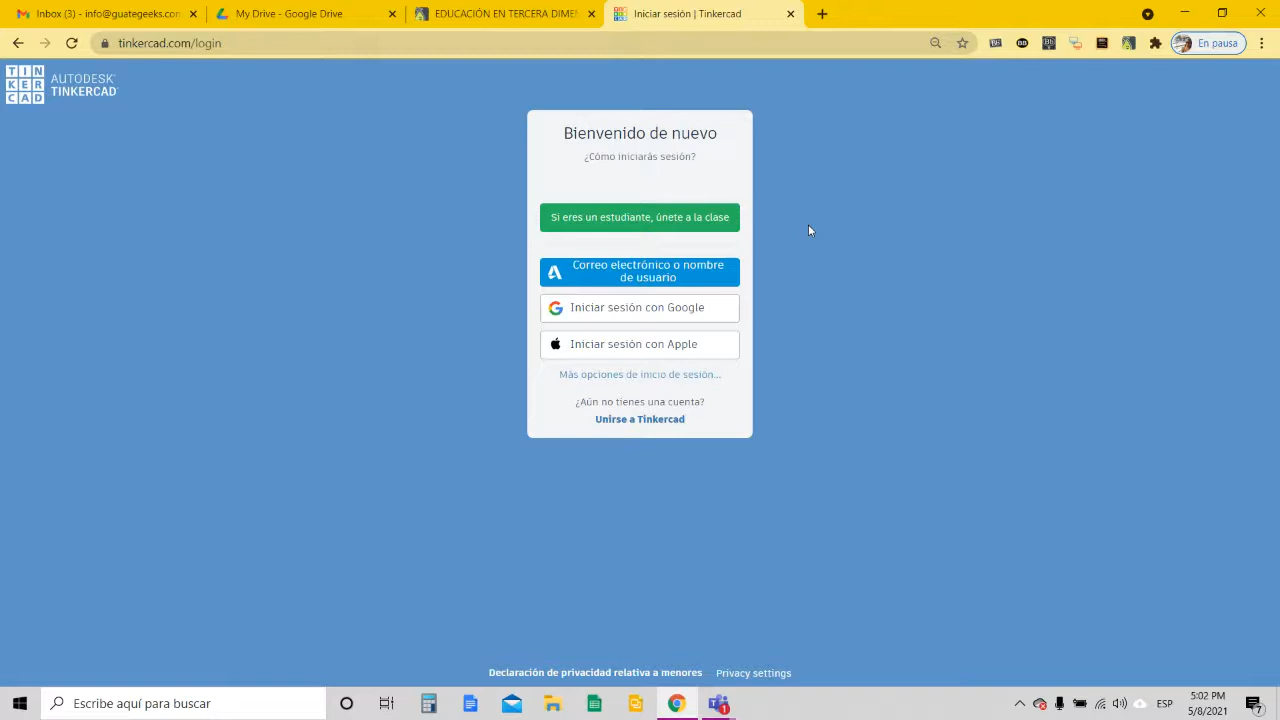 Inbox (3) - info@guategeeks.con
My Drive - Google Drive
EDUCACIÓN EN TERCERA DIMEN
Iniciar sesión | Tinkercad
tinkercad.com/login
En pausa
TIN
KER
CAD
AUTODESK
TINKERCAD
Bienvenido de nuevo
¿Cómo iniciarás sesión?
Si eres un estudiante, únete a la clase
Correo electrónico o nombre
de usuario
Iniciar sesión con Google
Iniciar sesión con Apple
Más opciones de inicio de sesión...
¿Aún no tienes una cuenta?
Unirse a Tinkercad
Declaración de privacidad relativa a menores
Privacy settings
Escribe aquí para buscar
1
ESP
5:02 PM
5/8/2021
7